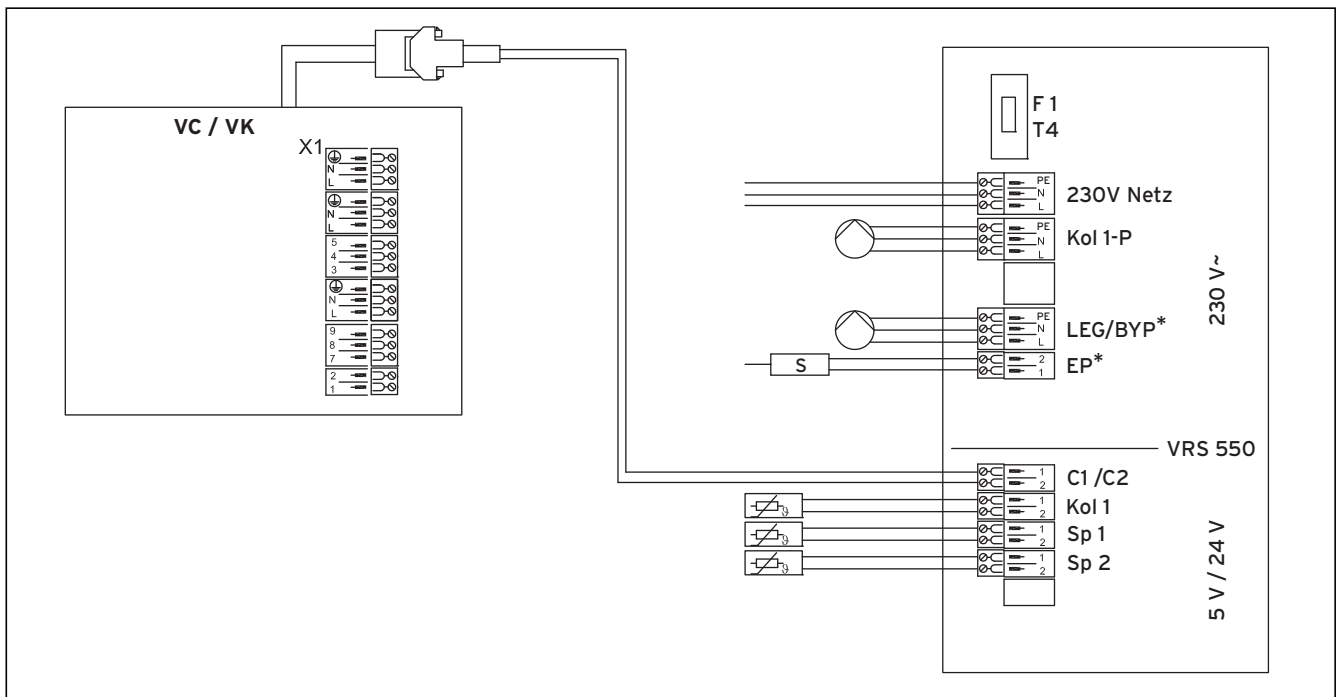 VC / VK
X1
N
L
N
L
5
4
3
N
L
9
8
7
2
1
F 1
T4
PE
N
L
230V Netz
PE
N
L
Kol 1-P
PE
N
L
LEG/BYP*
S
2
1
EP*
230 V~
VRS 550
1
2
C1 /C2
ϑ
1
2
Kol 1
ϑ
1
2
Sp 1
ϑ
1
2
Sp 2
5 V / 24 V